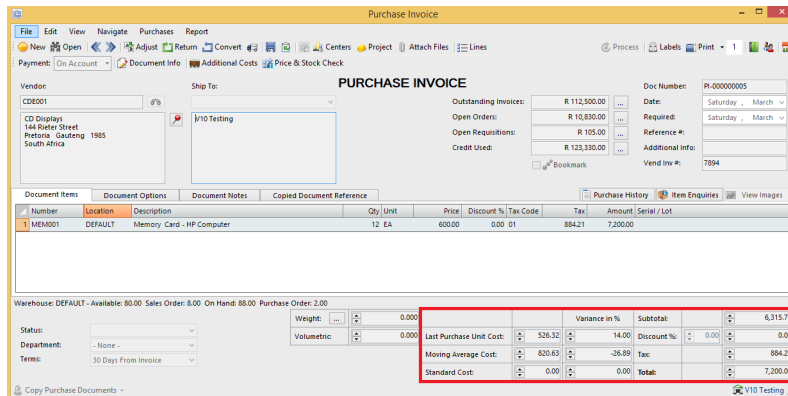 Purchase Invoice
File Edit View Navigate Purchases Report
New Open Adjust Return Convert Centers Project Attach Files Lines Process Labels Print 1
Payment: On Account Document Info Additional Costs Price & Stock Check
Vendor: Ship To: PURCHASE INVOICE Doc Number: PI-000000005
CDE001 Outstanding Invoices: R 112,500.00 ... Date: Saturday , March
CD Displays V10 Testing Open Orders: R 10,830.00 ... Required: Saturday , March
144 Rieter Street
Pretoria Gauteng 1985 Open Requisitions: R 105.00 ... Reference #:
South Africa Credit Used: R 123,330.00 ... Additional Info:
Bookmark Vend Inv #: 7894
Document Items Document Options Document Notes Copied Document Reference Purchase History Item Enquiries View Images
Number Location Description Qty Unit Price Discount % Tax Code Tax Amount Serial / Lot
1 MEM001 DEFAULT Memory Card - HP Computer 12 EA 600.00 0.00 01 884.21 7,200.00
Warehouse: DEFAULT - Available: 80.00 Sales Order: 8.00 On Hand: 88.00 Purchase Order: 2.00
Weight: ... 0.000 Variance in % Subtotal: 6,315.7
Status: Volumetric: 0.000 Last Purchase Unit Cost: 526.32 14.00 Discount %: 0.00 0.0
Department: - None - Moving Average Cost: 820.63 -26.89 Tax: 884.2
Terms: 30 Days From Invoice Standard Cost: 0.00 0.00 Total: 7,200.0
Copy Purchase Documents V10 Testing